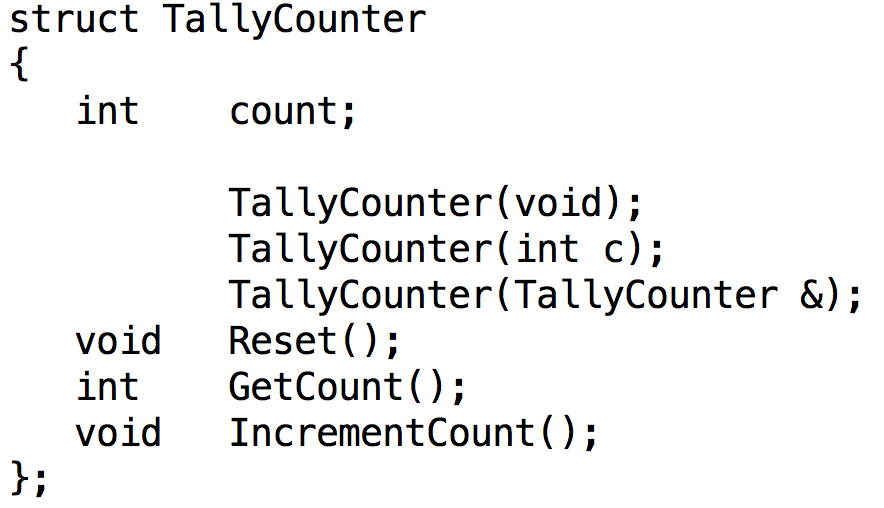 struct TallyCounter
{
int count;
TallyCounter(void);
TallyCounter(int c);
TallyCounter(TallyCounter &);
void Reset();
int GetCount();
void IncrementCount();
};